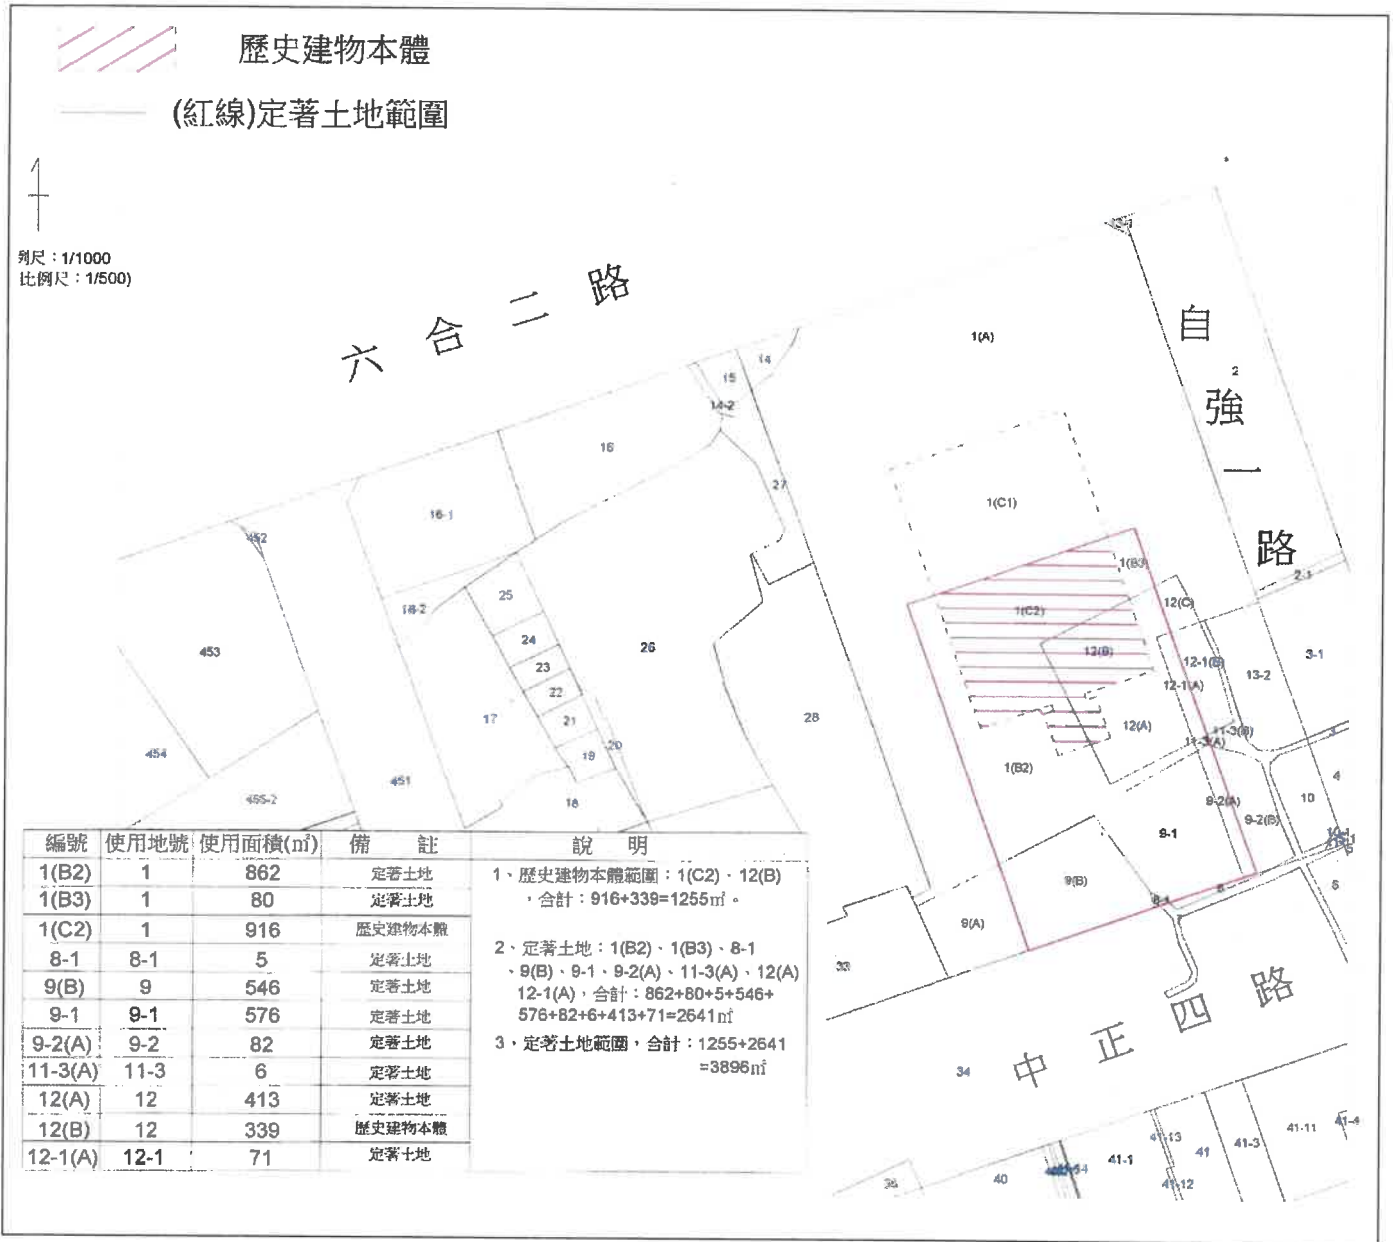 歷史建物本體
(紅線)定著土地範圍
列尺：1/1000
比例尺：1/500)
六合二路
自強一路
中正四路
1(A)
2
14
15
14-2
16
27
16-1
1(C1)
452
1(B3)
2-1
12(C)
25
16-2
1(C2)
24
26
12(B)
453
12-1(B)
3-1
23
13-2
22
12-1(A)
17
21
28
12(A)
11-3(B)
3
11-3(A)
20
19
454
1(B2)
4
451
455-2
18
9-2(A)
10
9-2(B)
9-1
9(B)
8
6
8-1
7
9(A)
33
34
41-13
41
41-3
41-11
41-4
41-1
40
41-12
36
編號 使用地號 使用面積(㎡) 備註 說明
1(B2) 1 862 定著土地
1(B3) 1 80 定著土地
1(C2) 1 916 歷史建物本體
8-1 8-1 5 定著土地
9(B) 9 546 定著土地
9-1 9-1 576 定著土地
9-2(A) 9-2 82 定著土地
11-3(A) 11-3 6 定著土地
12(A) 12 413 定著土地
12(B) 12 339 歷史建物本體
12-1(A) 12-1 71 定著土地
1、歷史建物本體範圍：1(C2)、12(B)
，合計：916+339=1255㎡。
2、定著土地：1(B2)、1(B3)、8-1
、9(B)、9-1、9-2(A)、11-3(A)、12(A)
12-1(A)，合計：862+80+5+546+
576+82+6+413+71=2641㎡
3，定著土地範圍，合計：1255+2641
=3896㎡